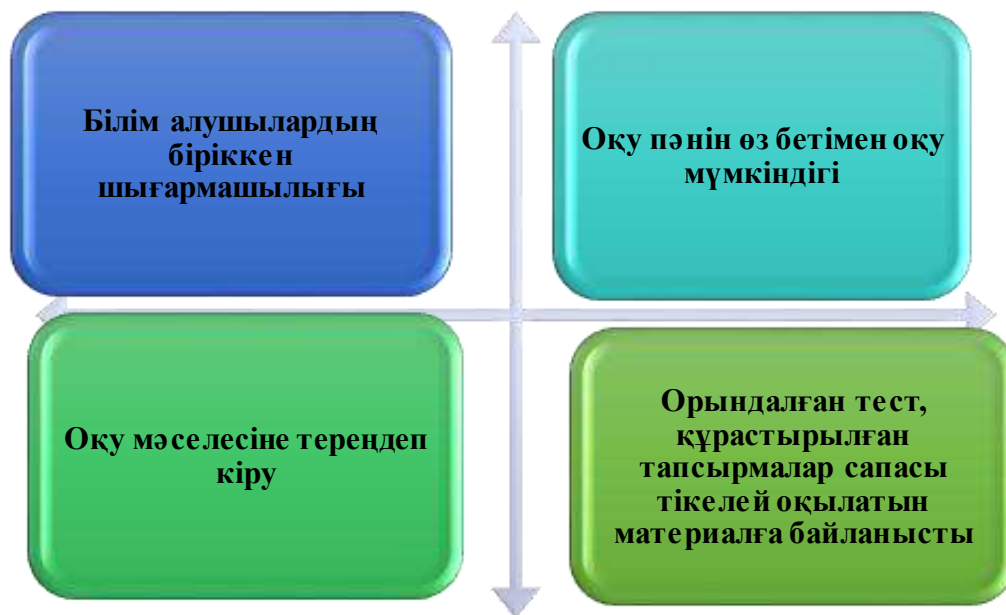 Білім алушылардың
біріккен
шығармашылығы
Оқу пәнін өз бетімен оқу
мүмкіндігі
Оқу мәселесіне тереңдеп
кіру
Орындалған тест,
құрастырылған
тапсырмалар сапасы
тікелей оқылатын
материалға байланысты